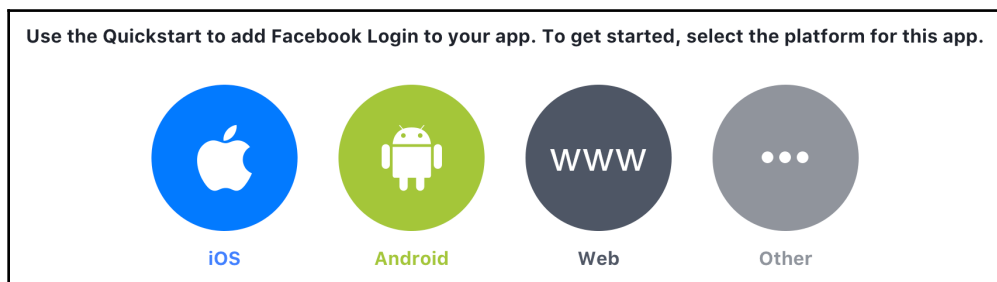 Use the Quickstart to add Facebook Login to your app. To get started, select the platform for this app.
www
iOS
Android
Web
Other